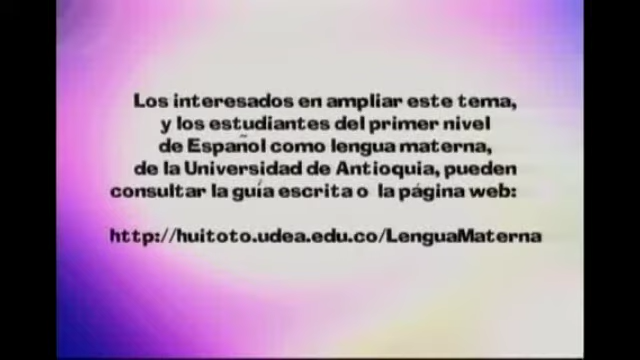 Los interesados en ampliar este tema,
y los estudiantes del primer nivel
de Español como lengua materna,
de la Universidad de Antioquia, pueden
consultar la guía escrita o la página web:
http://huitoto.udea.edu.co/LenguaMaterna